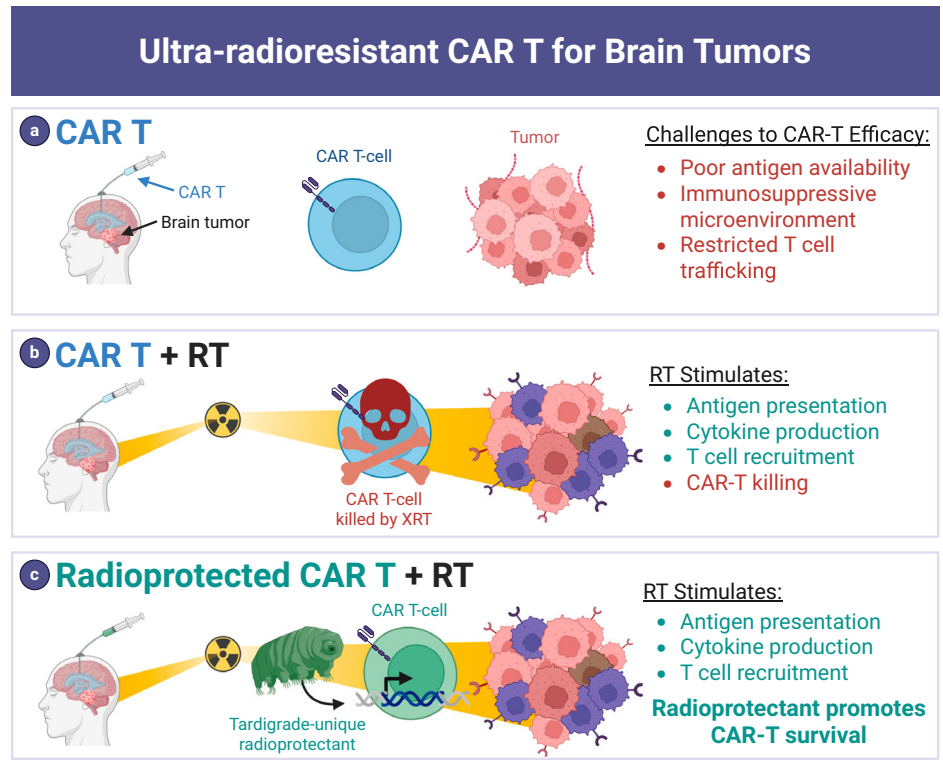 Ultra-radioresistant CAR T for Brain Tumors
a CAR T
CAR T
Brain tumor
CAR T-cell
Tumor
Challenges to CAR-T Efficacy:
• Poor antigen availability
• Immunosuppressive
microenvironment
• Restricted T cell
trafficking
b CAR T + RT
CAR T-cell
killed by XRT
RT Stimulates:
• Antigen presentation
• Cytokine production
• T cell recruitment
• CAR-T killing
c Radioprotected CAR T + RT
CAR T-cell
Tardigrade-unique
radioprotectant
RT Stimulates:
• Antigen presentation
• Cytokine production
• T cell recruitment
Radioprotectant promotes
CAR-T survival